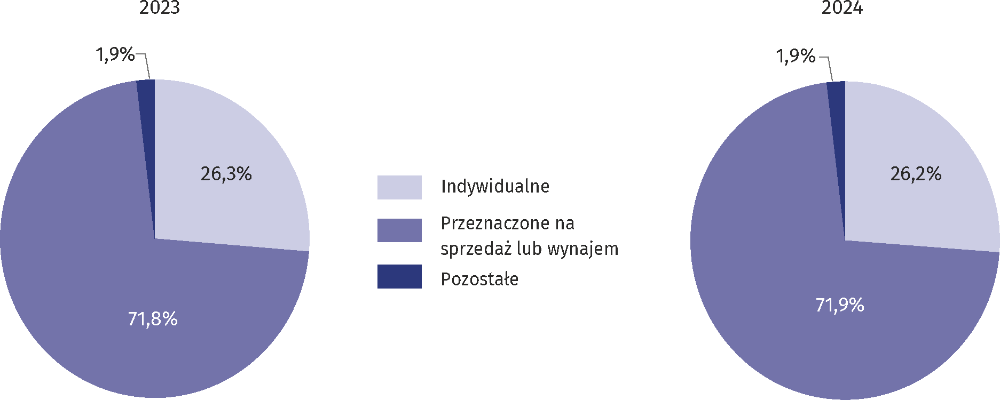 2023
1,9%
26,3%
71,8%
Indywidualne
Przeznaczone na
sprzedaż lub wynajem
Pozostałe
2024
1,9%
26,2%
71,9%